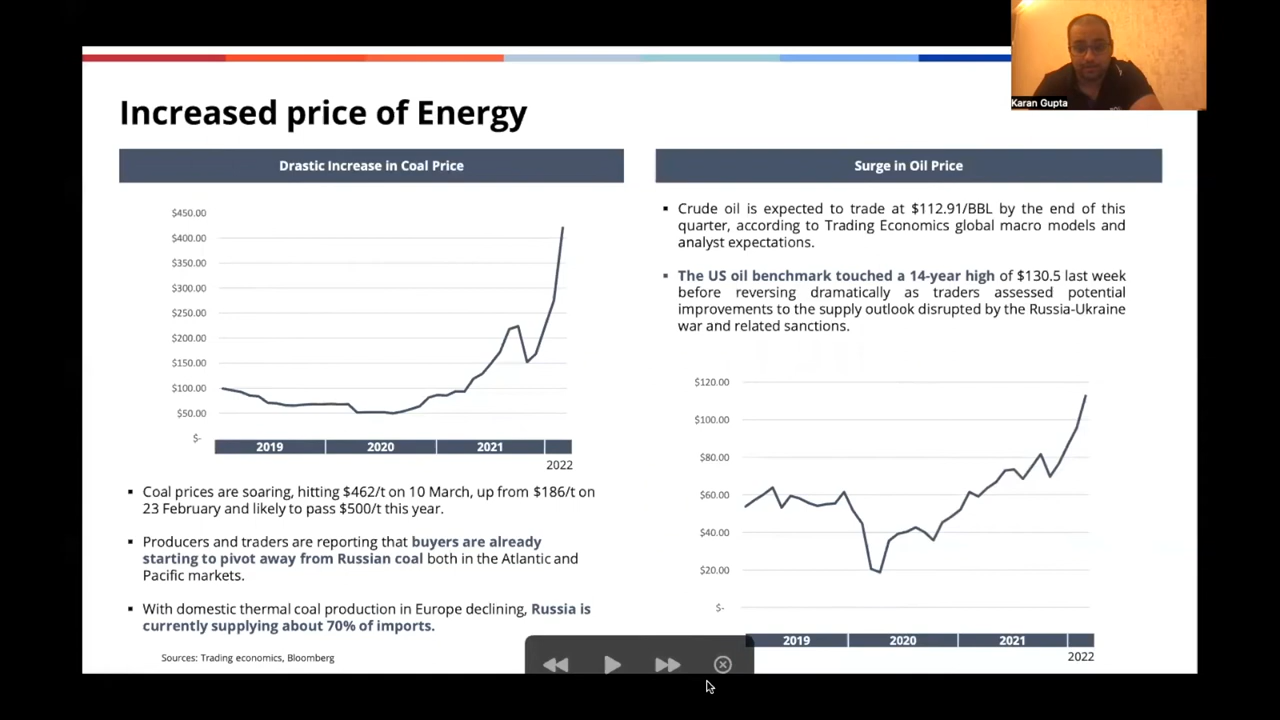 Karan Gupta
Increased price of Energy
Drastic Increase in Coal Price
$450.00
$400.00
$350.00
$300.00
$250.00
$200.00
$150.00
$100.00
$50.00
$-
2019 2020 2021
2022
▪ Coal prices are soaring, hitting $462/t on 10 March, up from $186/t on
23 February and likely to pass $500/t this year.
▪ Producers and traders are reporting that buyers are already
starting to pivot away from Russian coal both in the Atlantic and
Pacific markets.
▪ With domestic thermal coal production in Europe declining, Russia is
currently supplying about 70% of imports.
Sources: Trading economics, Bloomberg
Surge in Oil Price
▪ Crude oil is expected to trade at $112.91/BBL by the end of this
quarter, according to Trading Economics global macro models and
analyst expectations.
▪ The US oil benchmark touched a 14-year high of $130.5 last week
before reversing dramatically as traders assessed potential
improvements to the supply outlook disrupted by the Russia-Ukraine
war and related sanctions.
$120.00
$100.00
$80.00
$60.00
$40.00
$20.00
$-
2019 2020 2021
2022